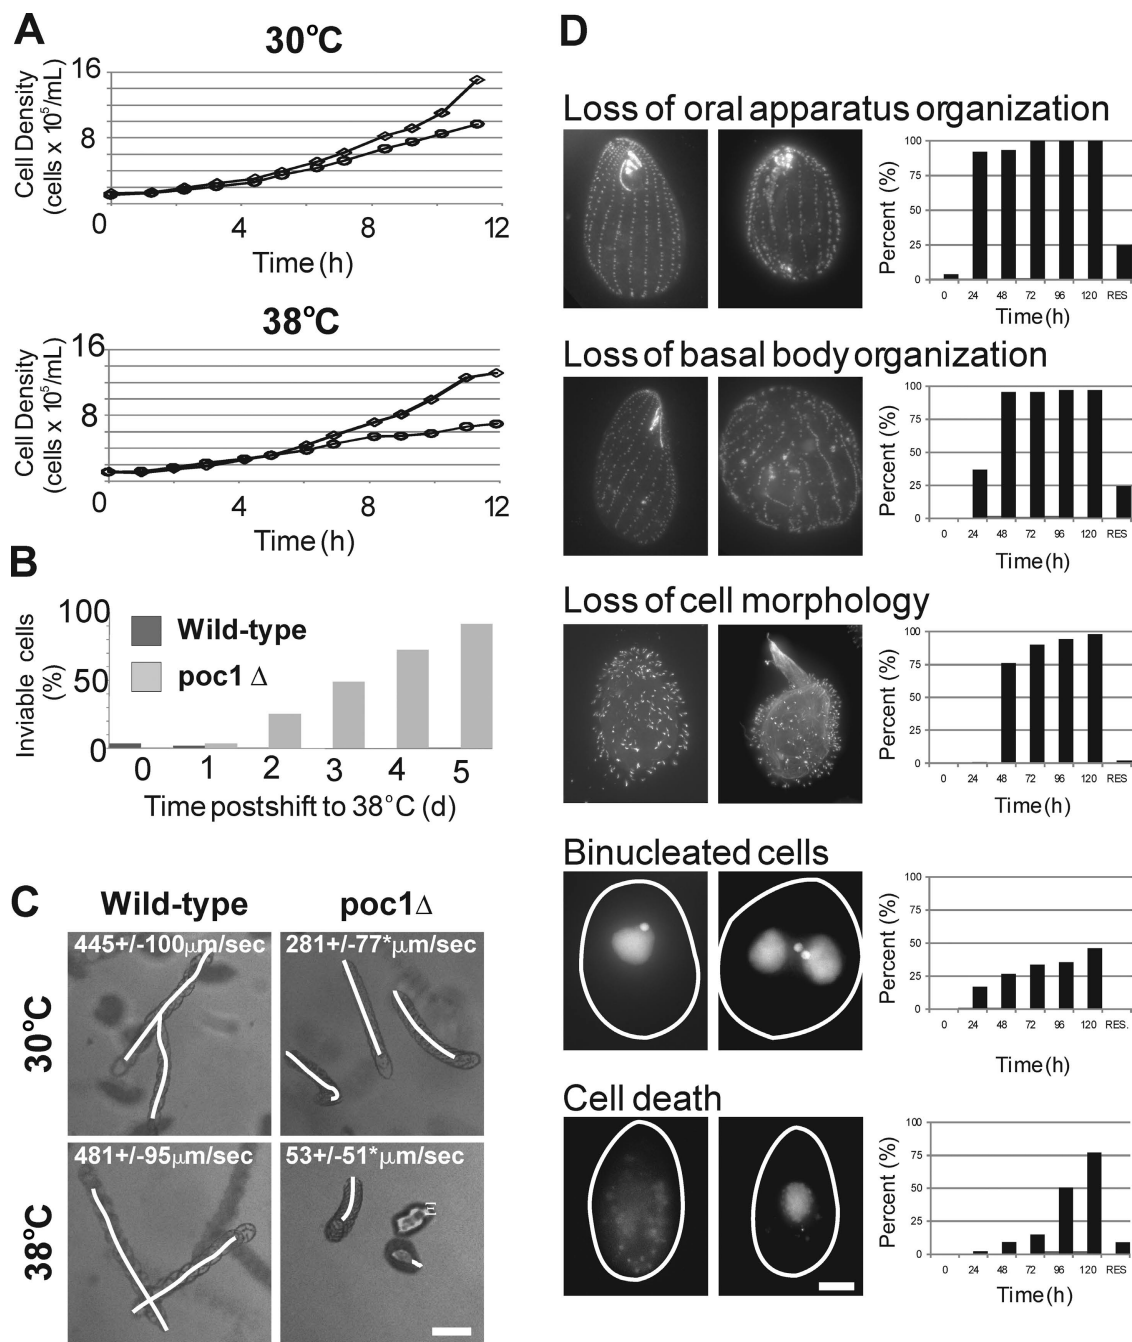 A
30°C
16
8
Cell Density
(cells x 10⁵/mL)
0
4
8
12
Time (h)
38°C
16
8
Cell Density
(cells x 10⁵/mL)
0
4
8
12
Time (h)
B
100
50
0
Inviable cells
(%)
Wild-type
poc1 Δ
0 1 2 3 4 5
Time postshift to 38°C (d)
C
Wild-type
poc1Δ
30°C
445+/-100μm/sec
281+/-77*μm/sec
38°C
481+/-95μm/sec
53+/-51*μm/sec
D
Loss of oral apparatus organization
Percent (%)
100
75
50
25
0
0 24 48 72 96 120 RES
Time (h)
Loss of basal body organization
Percent (%)
100
75
50
25
0
0 24 48 72 96 120 RES
Time (h)
Loss of cell morphology
Percent (%)
100
75
50
25
0
0 24 48 72 96 120 RES
Time (h)
Binucleated cells
Percent (%)
100
75
50
25
0
0 24 48 72 96 120 RES.
Time (h)
Cell death
Percent (%)
100
75
50
25
0
0 24 48 72 96 120 RES
Time (h)